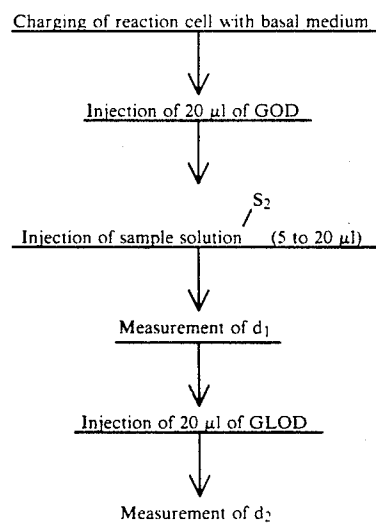 Charging of reaction cell with basal medium
Injection of 20 µl of GOD
S₂
Injection of sample solution (5 to 20 µl)
Measurement of d₁
Injection of 20 µl of GLOD
Measurement of d₂